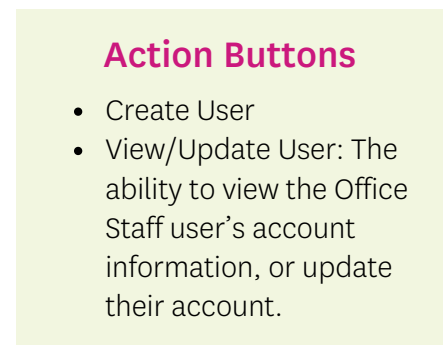 Action Buttons
• Create User
• View/Update User: The
ability to view the Office
Staff user's account
information, or update
their account.